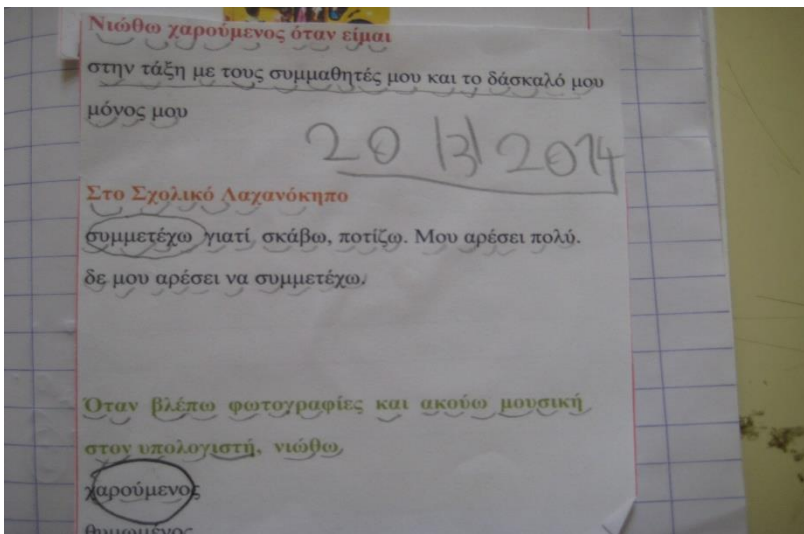 Νιώθω χαρούμενος όταν είμαι
στην τάξη με τους συμμαθητές μου και το δάσκαλό μου
μόνος μου
20/3/2014
Στο Σχολικό Λαχανόκηπο
συμμετέχω γιατί σκάβω, ποτίζω. Μου αρέσει πολύ.
δε μου αρέσει να συμμετέχω.
Όταν βλέπω φωτογραφίες και ακούω μουσική
στον υπολογιστή, νιώθω
χαρούμενος
θυμωμένος